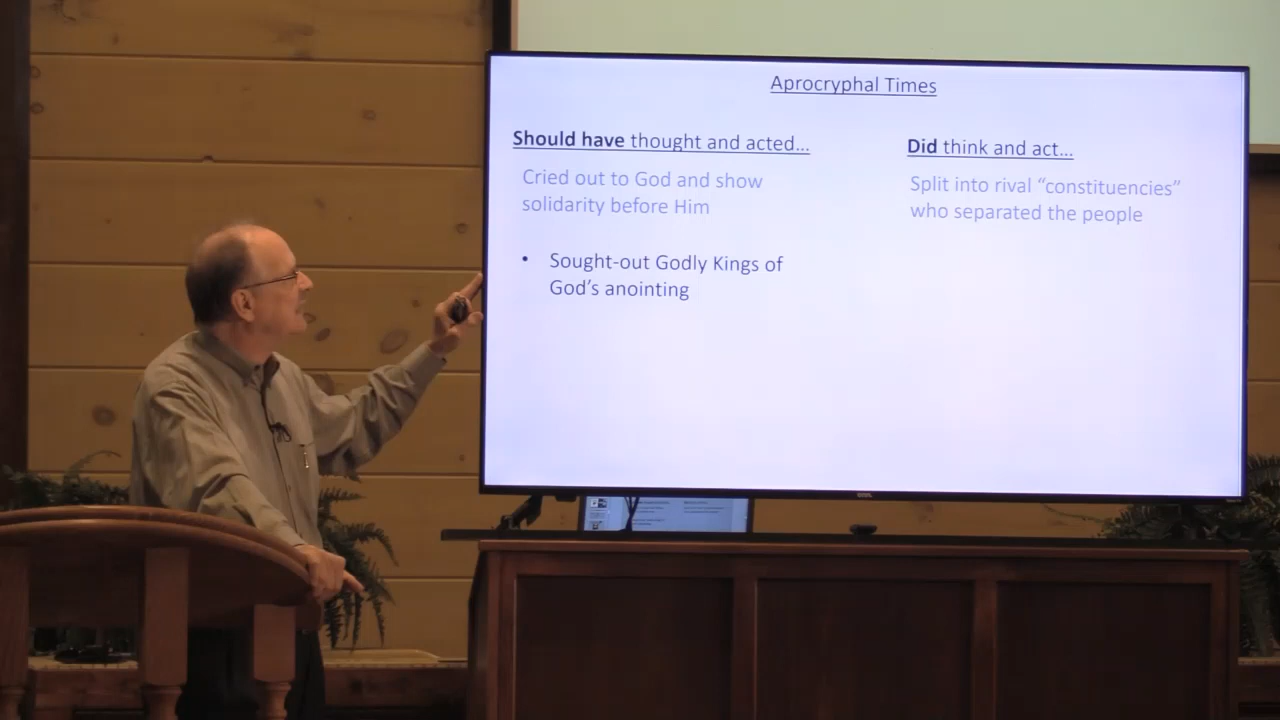 Aprocryphal Times
Should have thought and acted...
Cried out to God and show
solidarity before Him
• Sought-out Godly Kings of
God's anointing
Did think and act...
Split into rival “constituencies”
who separated the people